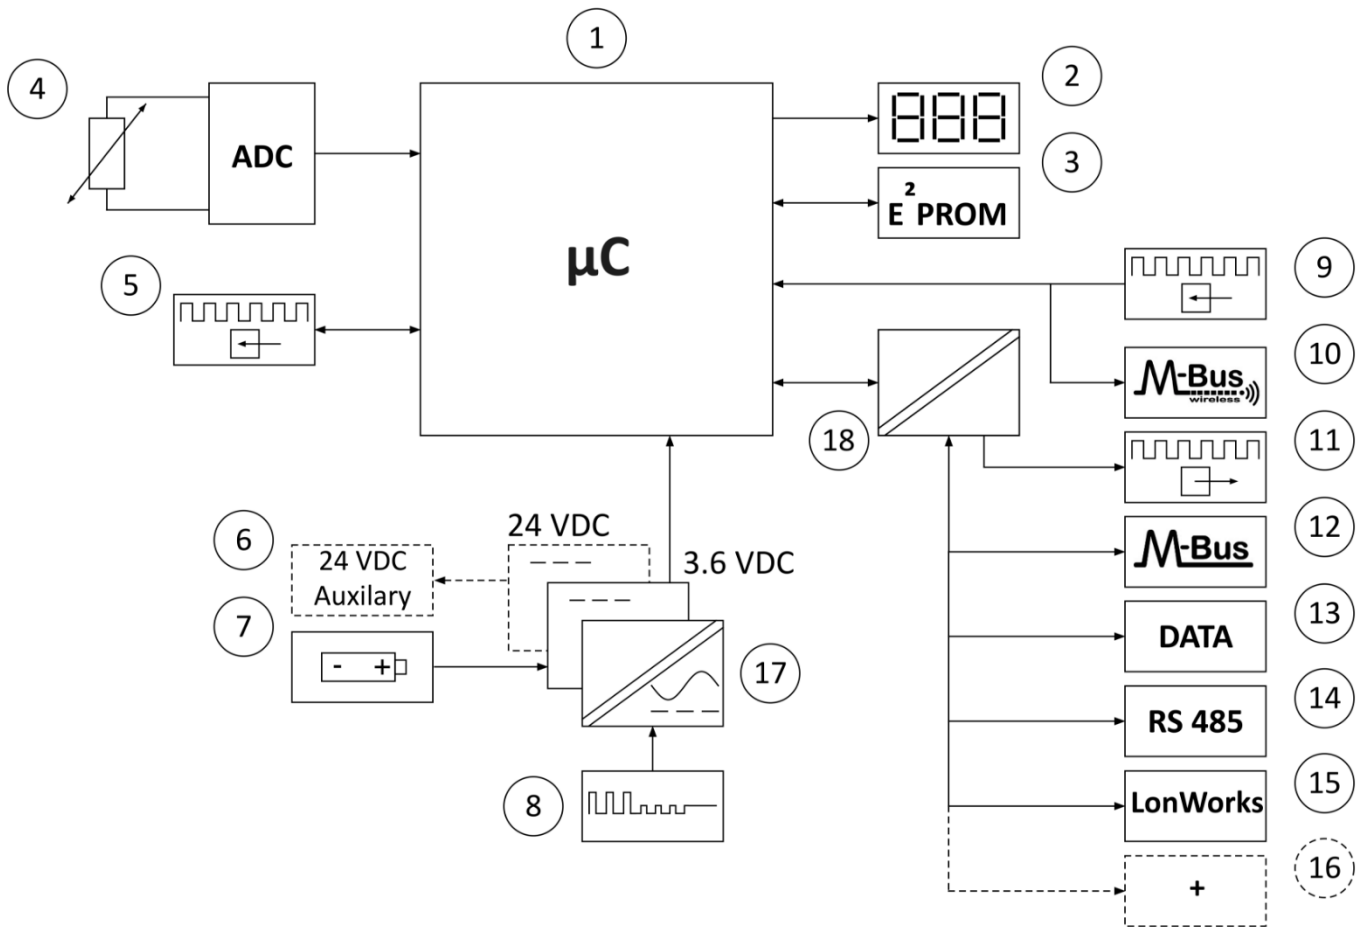 1
4
2
888
ADC
3
2
E PROM
µC
5
9
10
M-Bus
wireless
18
11
6
24 VDC
12
24 VDC
Auxilary
3.6 VDC
M-Bus
7
13
- +
17
DATA
14
RS 485
8
15
LonWorks
16
+